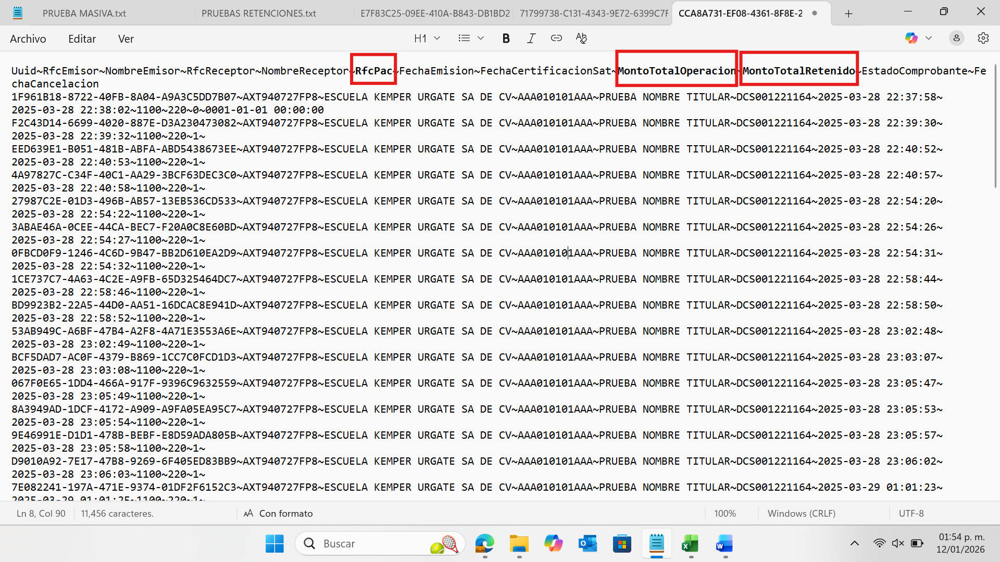 PRUEBA MASIVA.txt
PRUEBAS RETENCIONES.txt
E7F83C25-09EE-410A-B843-DB1BD2
71799738-C131-4343-9E72-6399C7F
CCA8A731-EF08-4361-8F8E-2
Archivo
Editar
Ver
H1
B
I
Uuid~RfcEmisor~NombreEmisor~RfcReceptor~NombreReceptor~RfcPac~FechaEmision~FechaCertificacionSat~MontoTotalOperacion~MontoTotalRetenido~EstadoComprobante~Fe
chaCancelacion
1F961B18-8722-40FB-8A04-A9A3C5DD7B07~AXT940727FP8~ESCUELA KEMPER URGATE SA DE CV~AAA010101AAA~PRUEBA NOMBRE TITULAR~DCS001221164~2025-03-28 22:37:58~
2025-03-28 22:38:02~1100~220~0~0001-01-01 00:00:00
F2C43D14-6699-4020-887E-D3A230473082~AXT940727FP8~ESCUELA KEMPER URGATE SA DE CV~AAA010101AAA~PRUEBA NOMBRE TITULAR~DCS001221164~2025-03-28 22:39:30~
2025-03-28 22:39:32~1100~220~1~
EED639E1-B051-481B-ABFA-ABD5438673EE~AXT940727FP8~ESCUELA KEMPER URGATE SA DE CV~AAA010101AAA~PRUEBA NOMBRE TITULAR~DCS001221164~2025-03-28 22:40:52~
2025-03-28 22:40:53~1100~220~1~
4A97827C-C34F-40C1-AA29-3BCF63DEC3C0~AXT940727FP8~ESCUELA KEMPER URGATE SA DE CV~AAA010101AAA~PRUEBA NOMBRE TITULAR~DCS001221164~2025-03-28 22:40:57~
2025-03-28 22:40:58~1100~220~1~
27987C2E-01D3-496B-AB57-13EB536CD533~AXT940727FP8~ESCUELA KEMPER URGATE SA DE CV~AAA010101AAA~PRUEBA NOMBRE TITULAR~DCS001221164~2025-03-28 22:54:20~
2025-03-28 22:54:22~1100~220~1~
3ABAE46A-0CEE-44CA-BEC7-F20A0C8E60BD~AXT940727FP8~ESCUELA KEMPER URGATE SA DE CV~AAA010101AAA~PRUEBA NOMBRE TITULAR~DCS001221164~2025-03-28 22:54:26~
2025-03-28 22:54:27~1100~220~1~
0FBCD0F9-1246-4C6D-9B47-BB2D610EA2D9~AXT940727FP8~ESCUELA KEMPER URGATE SA DE CV~AAA010101AAA~PRUEBA NOMBRE TITULAR~DCS001221164~2025-03-28 22:54:31~
2025-03-28 22:54:32~1100~220~1~
1CE737C7-4A63-4C2E-A9FB-65D325464DC7~AXT940727FP8~ESCUELA KEMPER URGATE SA DE CV~AAA010101AAA~PRUEBA NOMBRE TITULAR~DCS001221164~2025-03-28 22:58:44~
2025-03-28 22:58:46~1100~220~1~
BD9923B2-22A5-44D0-AA51-16DCAC8E941D~AXT940727FP8~ESCUELA KEMPER URGATE SA DE CV~AAA010101AAA~PRUEBA NOMBRE TITULAR~DCS001221164~2025-03-28 22:58:50~
2025-03-28 22:58:52~1100~220~1~
53AB949C-A6BF-47B4-A2F8-4A71E3553A6E~AXT940727FP8~ESCUELA KEMPER URGATE SA DE CV~AAA010101AAA~PRUEBA NOMBRE TITULAR~DCS001221164~2025-03-28 23:02:48~
2025-03-28 23:02:49~1100~220~1~
BCF5DAD7-AC0F-4379-B869-1CC7C0FCD1D3~AXT940727FP8~ESCUELA KEMPER URGATE SA DE CV~AAA010101AAA~PRUEBA NOMBRE TITULAR~DCS001221164~2025-03-28 23:03:07~
2025-03-28 23:03:08~1100~220~1~
067F0E65-1DD4-466A-917F-9396C9632559~AXT940727FP8~ESCUELA KEMPER URGATE SA DE CV~AAA010101AAA~PRUEBA NOMBRE TITULAR~DCS001221164~2025-03-28 23:05:47~
2025-03-28 23:05:49~1100~220~1~
8A3949AD-1DCF-4172-A909-A9FA05EA95C7~AXT940727FP8~ESCUELA KEMPER URGATE SA DE CV~AAA010101AAA~PRUEBA NOMBRE TITULAR~DCS001221164~2025-03-28 23:05:53~
2025-03-28 23:05:54~1100~220~1~
9E46991E-D1D1-478B-BEBF-E8D59ADA805B~AXT940727FP8~ESCUELA KEMPER URGATE SA DE CV~AAA010101AAA~PRUEBA NOMBRE TITULAR~DCS001221164~2025-03-28 23:05:57~
2025-03-28 23:05:58~1100~220~1~
D9010A92-7E17-47B8-9269-6F405ED83BB9~AXT940727FP8~ESCUELA KEMPER URGATE SA DE CV~AAA010101AAA~PRUEBA NOMBRE TITULAR~DCS001221164~2025-03-28 23:06:02~
2025-03-28 23:06:03~1100~220~1~
7E082241-197A-471E-9374-01DF2F6152C3~AXT940727FP8~ESCUELA KEMPER URGATE SA DE CV~AAA010101AAA~PRUEBA NOMBRE TITULAR~DCS001221164~2025-03-29 01:01:23~
2025-03-29 01:01:25~1100~220~1~
Ln 8, Col 90
11,456 caracteres.
Con formato
100%
Windows (CRLF)
UTF-8
Buscar
01:54 p. m.
12/01/2026